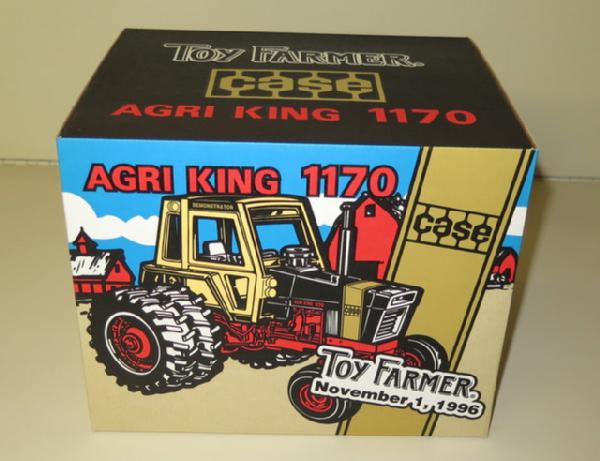 TOY FARMER®
case
AGRI KING 1170
AGRI KING 1170
DEMONSTRATOR
case
TOY FARMER®
November 1, 1996